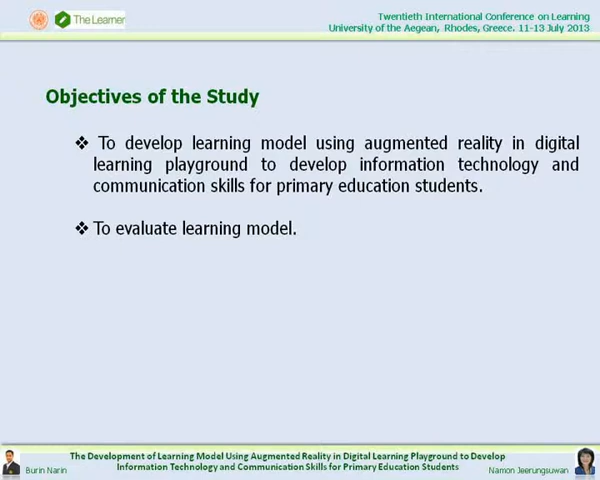 The Learner
Twentieth International Conference on Learning
University of the Aegean, Rhodes, Greece. 11-13 July 2013
Objectives of the Study
❖ To develop learning model using augmented reality in digital
learning playground to develop information technology and
communication skills for primary education students.
❖ To evaluate learning model.
The Development of Learning Model Using Augmented Reality in Digital Learning Playground to Develop
Information Technology and Communication Skills for Primary Education Students
Burin Narin
Namon Jeerungsuwan